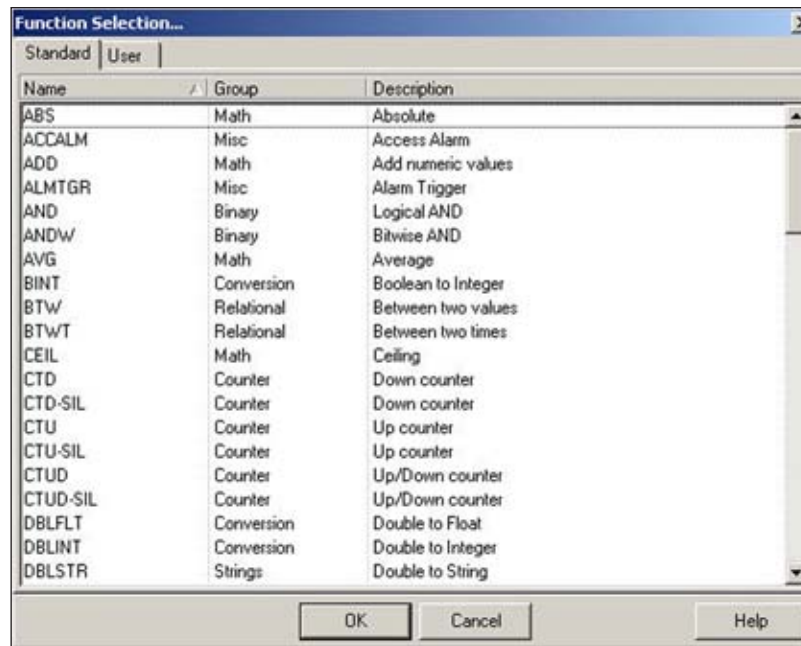 Function Selection...
Standard User
Name Group Description
ABS Math Absolute
ACCALM Misc Access Alarm
ADD Math Add numeric values
ALMTGR Misc Alarm Trigger
AND Binary Logical AND
ANDW Binary Bitwise AND
AVG Math Average
BINT Conversion Boolean to Integer
BTW Relational Between two values
BTWT Relational Between two times
CEIL Math Ceiling
CTD Counter Down counter
CTD-SIL Counter Down counter
CTU Counter Up counter
CTU-SIL Counter Up counter
CTUD Counter Up/Down counter
CTUD-SIL Counter Up/Down counter
DBLFLT Conversion Double to Float
DBLINT Conversion Double to Integer
DBLSTR Strings Double to String
OK Cancel Help